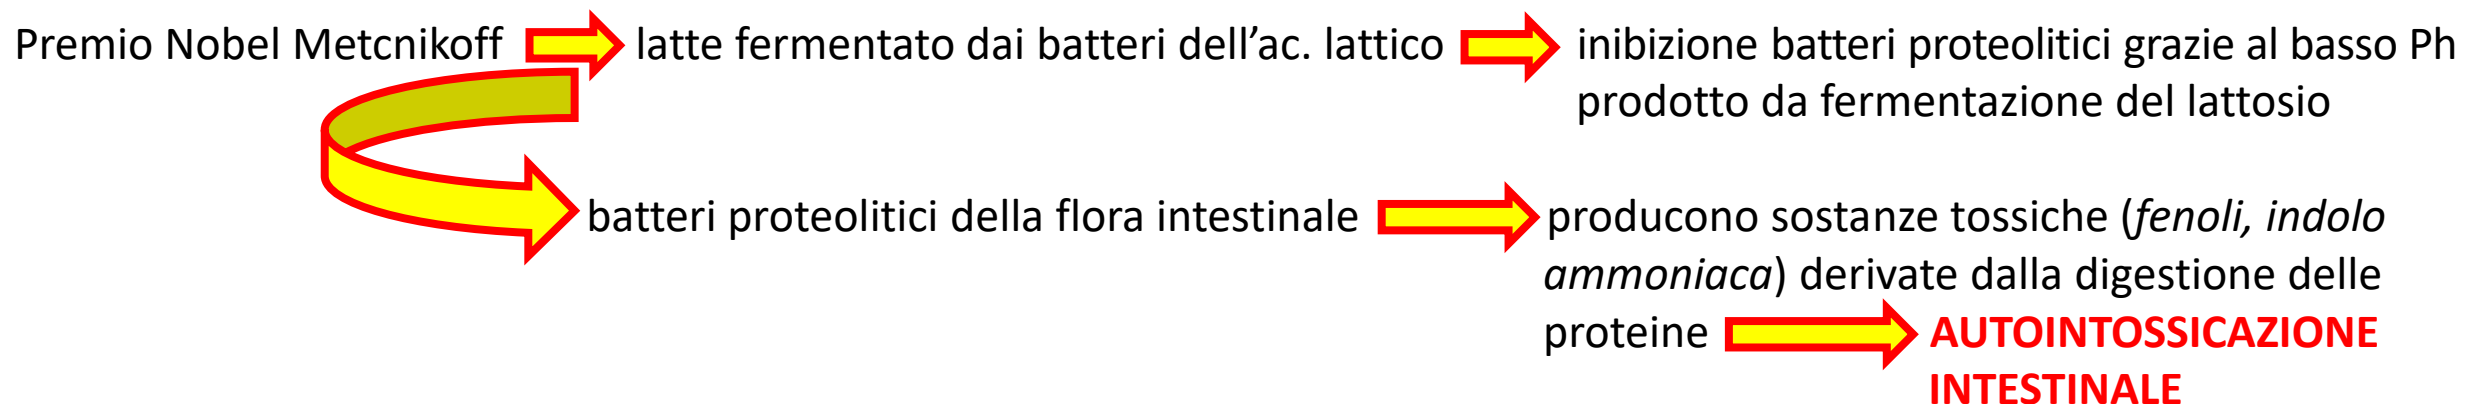 Premio Nobel Metcnikoff latte fermentato dai batteri dell'ac. lattico inibizione batteri proteolitici grazie al basso Ph
prodotto da fermentazione del lattosio
batteri proteolitici della flora intestinale producono sostanze tossiche (fenoli, indolo
ammoniaca) derivate dalla digestione delle
proteine AUTOINTOSSICAZIONE
INTESTINALE